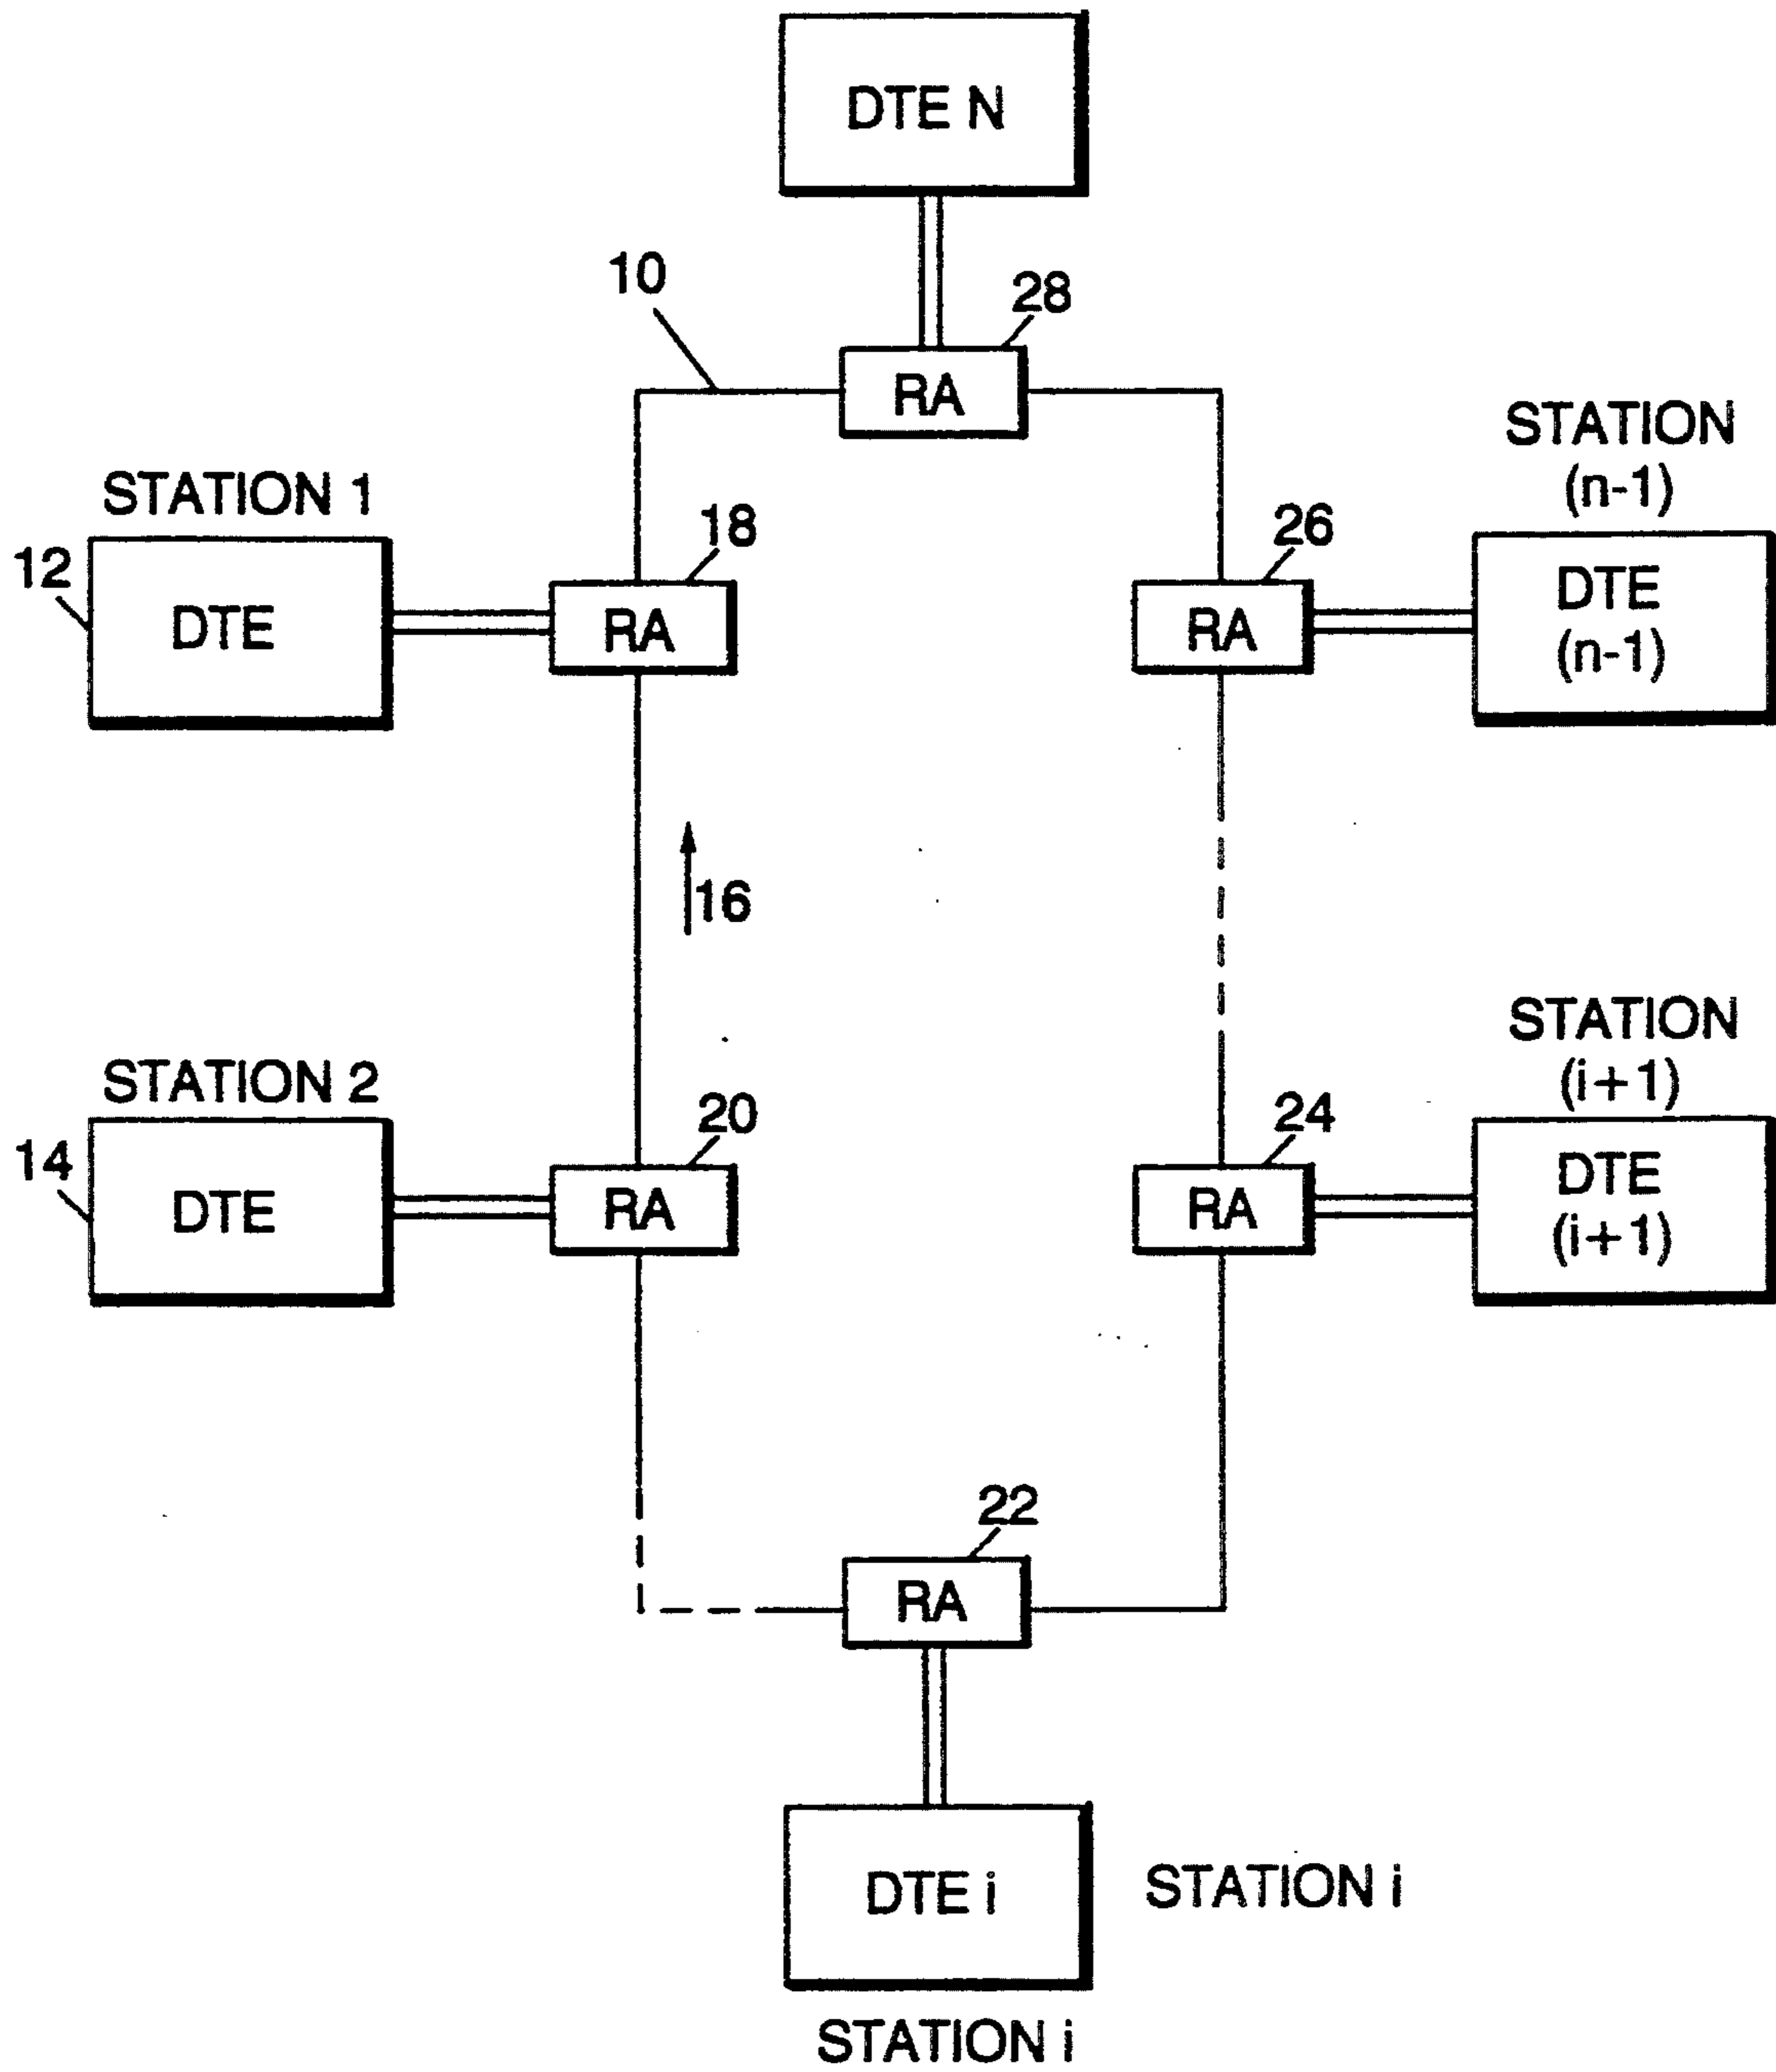 DTE N
10
28
RA
STATION
(n-1)
STATION 1
18
26
12
DTE
RA
RA
DTE
(n-1)
16
STATION
(i+1)
STATION 2
20
24
14
DTE
RA
RA
DTE
(i+1)
22
RA
DTE i
STATION i
STATION i